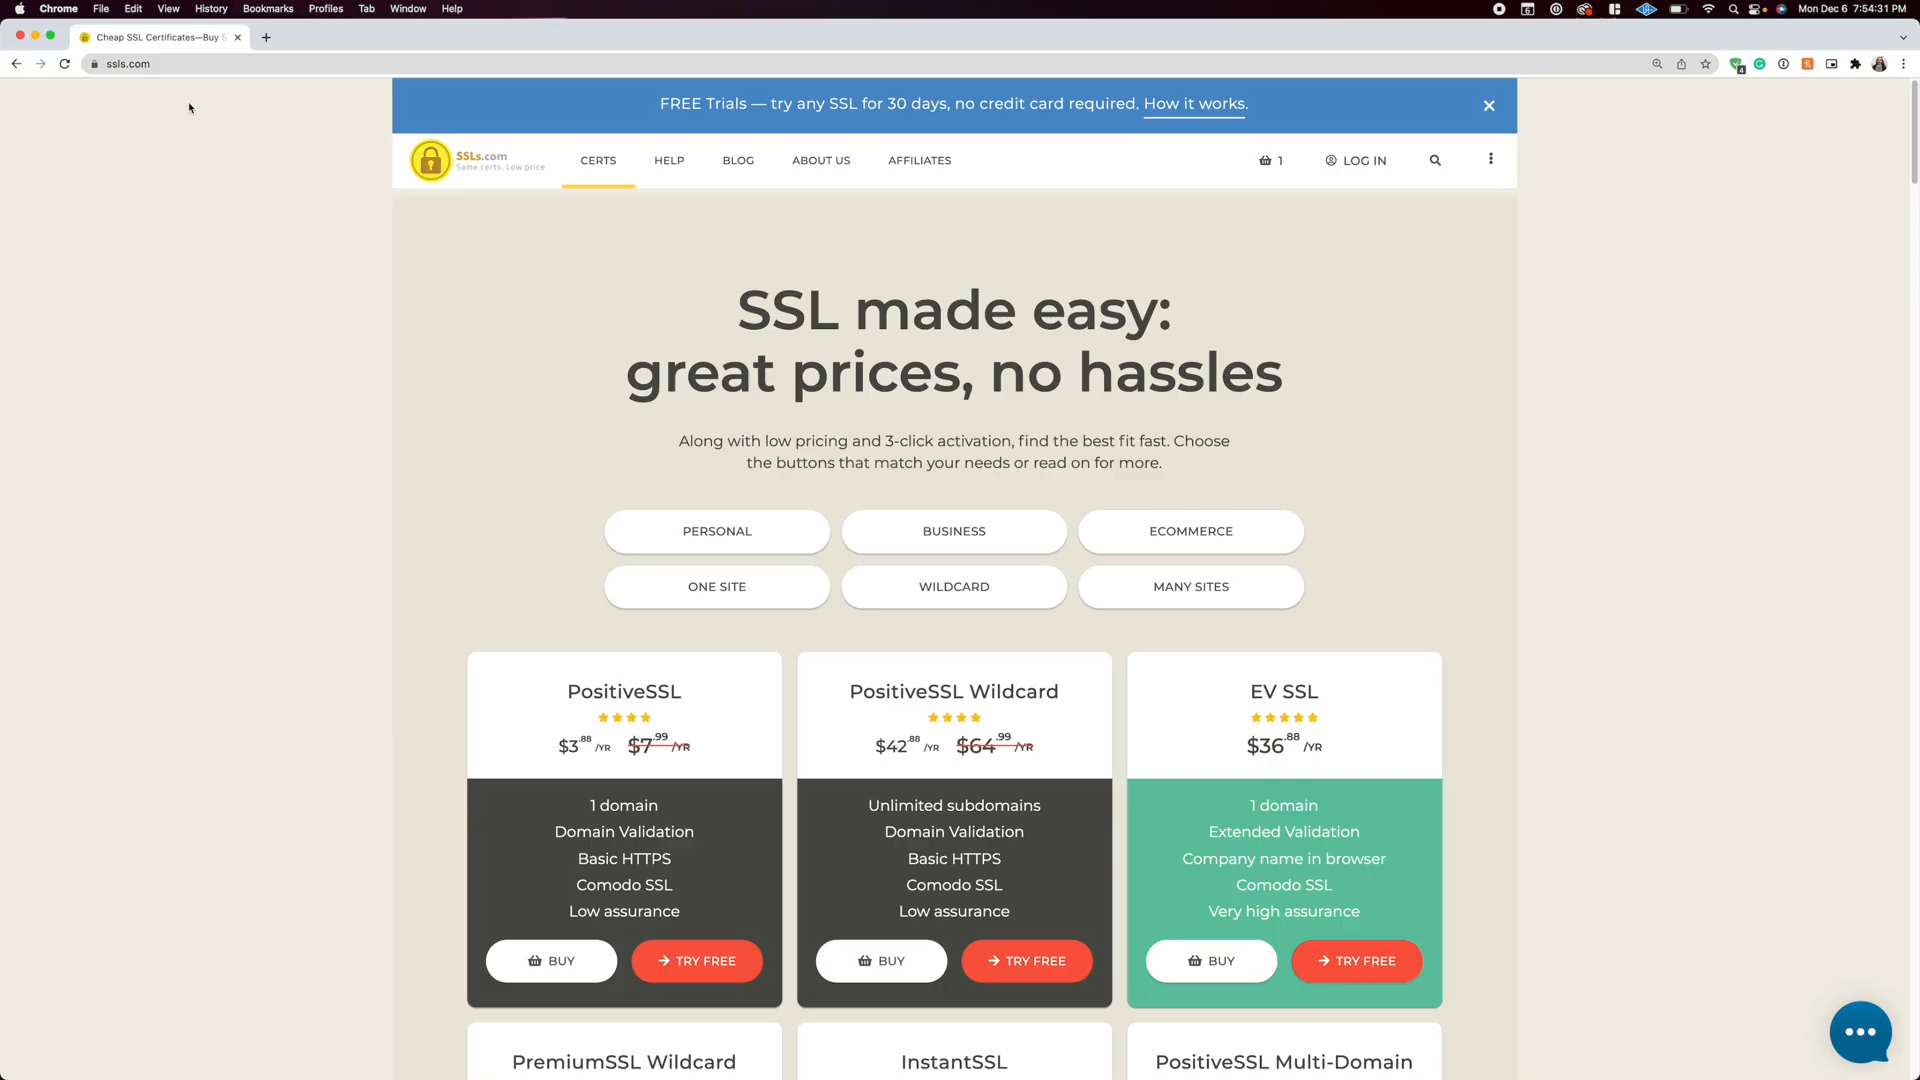 Chrome File Edit View History Bookmarks Profiles Tab Window Help
Mon Dec 6 7:54:31 PM
Cheap SSL Certificates—Buy S
ssls.com
4
FREE Trials — try any SSL for 30 days, no credit card required. How it works.
SSLs.com
Same certs. Low price
CERTS HELP BLOG ABOUT US AFFILIATES 1 LOG IN
SSL made easy:
great prices, no hassles
Along with low pricing and 3-click activation, find the best fit fast. Choose
the buttons that match your needs or read on for more.
PERSONAL BUSINESS ECOMMERCE
ONE SITE WILDCARD MANY SITES
PositiveSSL
$3.88 /YR $7.99 /YR
1 domain
Domain Validation
Basic HTTPS
Comodo SSL
Low assurance
BUY TRY FREE
PositiveSSL Wildcard
$42.88 /YR $64.99 /YR
Unlimited subdomains
Domain Validation
Basic HTTPS
Comodo SSL
Low assurance
BUY TRY FREE
EV SSL
$36.88 /YR
1 domain
Extended Validation
Company name in browser
Comodo SSL
Very high assurance
BUY TRY FREE
PremiumSSL Wildcard
InstantSSL
PositiveSSL Multi-Domain